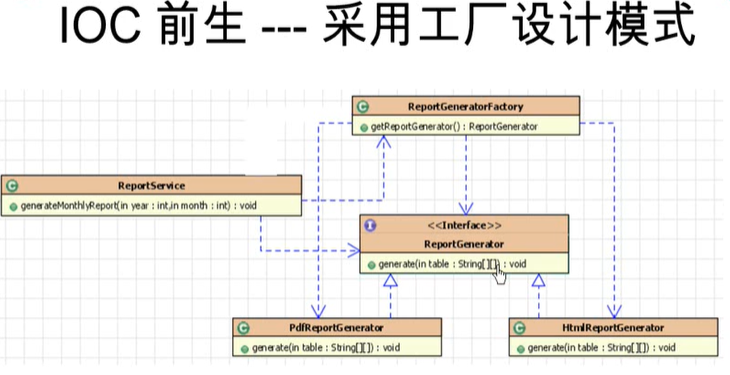 IOC 前生 --- 采用工厂设计模式
C ReportGeneratorFactory
getReportGenerator() : ReportGenerator
C ReportService
generateMonthlyReport(in year : int,in month : int) : void
I <<Interface>>
ReportGenerator
generate(in table : String[][]) : void
C PdfReportGenerator
generate(in table : String[][]) : void
C HtmlReportGenerator
generate(in table : String[][]) : void